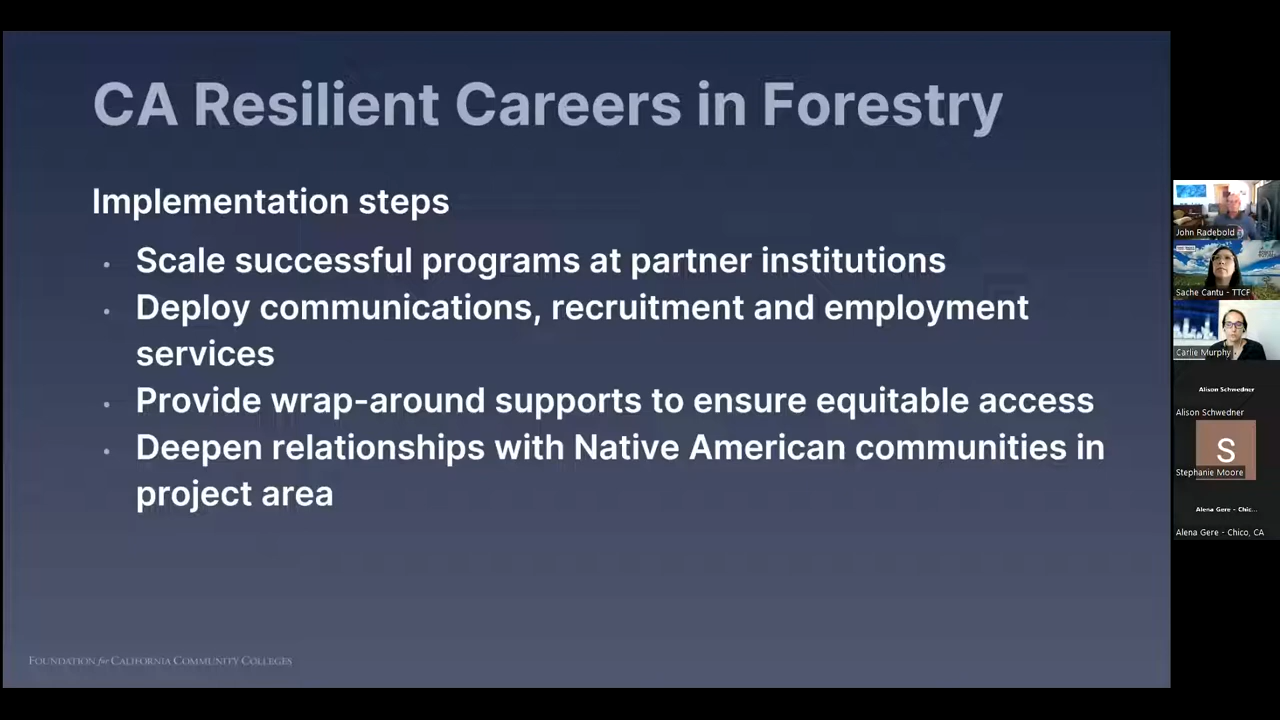 CA Resilient Careers in Forestry
Implementation steps
Scale successful programs at partner institutions
Deploy communications, recruitment and employment
services
Provide wrap-around supports to ensure equitable access
Deepen relationships with Native American communities in
project area
FOUNDATION for CALIFORNIA COMMUNITY COLLEGES
John Radebold
Sache Cantu - TTCF
Carlie Murphy
Alison Schwedner
Alison Schwedner
S
Stephanie Moore
Alena Gere - Chic...
Alena Gere - Chico, CA